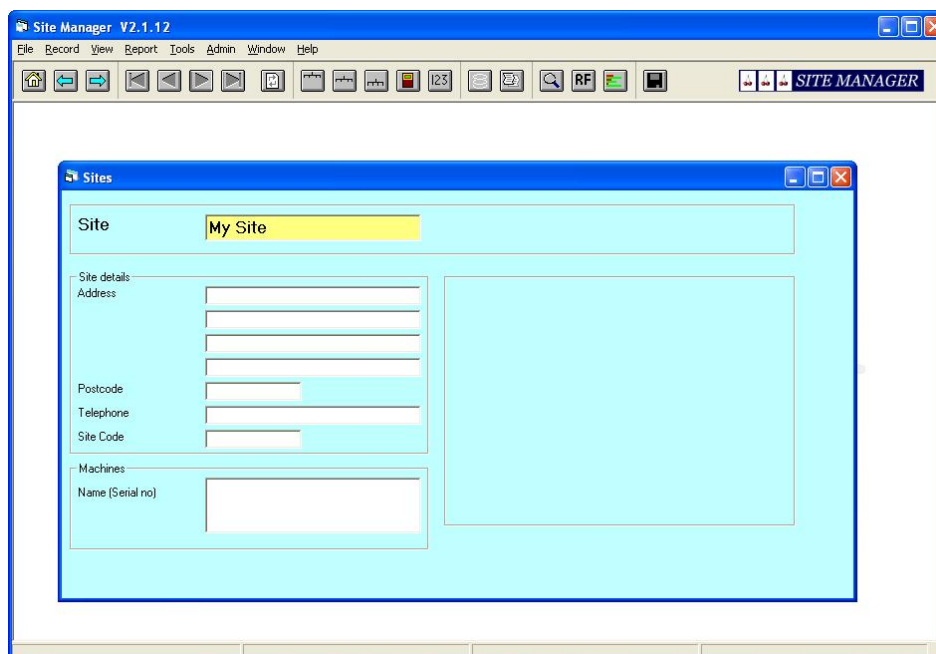 Site Manager V2.1.12
File Record View Report Tools Admin Window Help
123 RF SITE MANAGER
Sites
Site My Site
Site details
Address
Postcode
Telephone
Site Code
Machines
Name (Serial no)